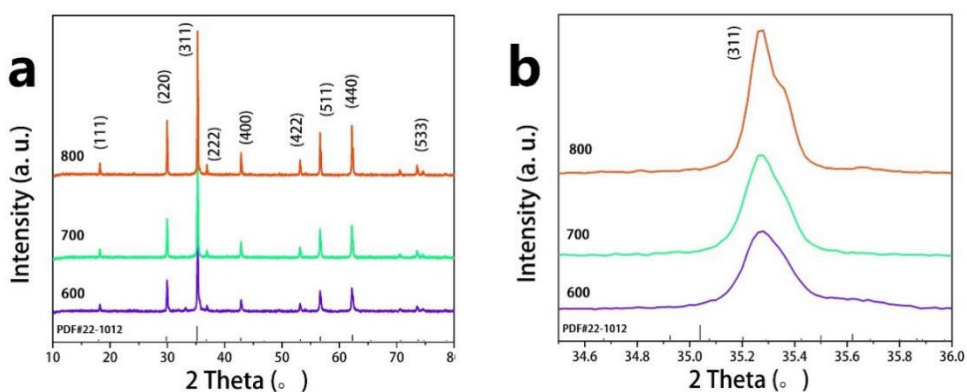 a
Intensity (a. u.)
(111)
(220)
(311)
(222)
(400)
(422)
(511)
(440)
(533)
800
700
600
PDF#22-1012
10 20 30 40 50 60 70 80
2 Theta (。)
b
Intensity (a. u.)
(311)
800
700
600
PDF#22-1012
34.6 34.8 35.0 35.2 35.4 35.6 35.8 36.0
2 Theta (。)